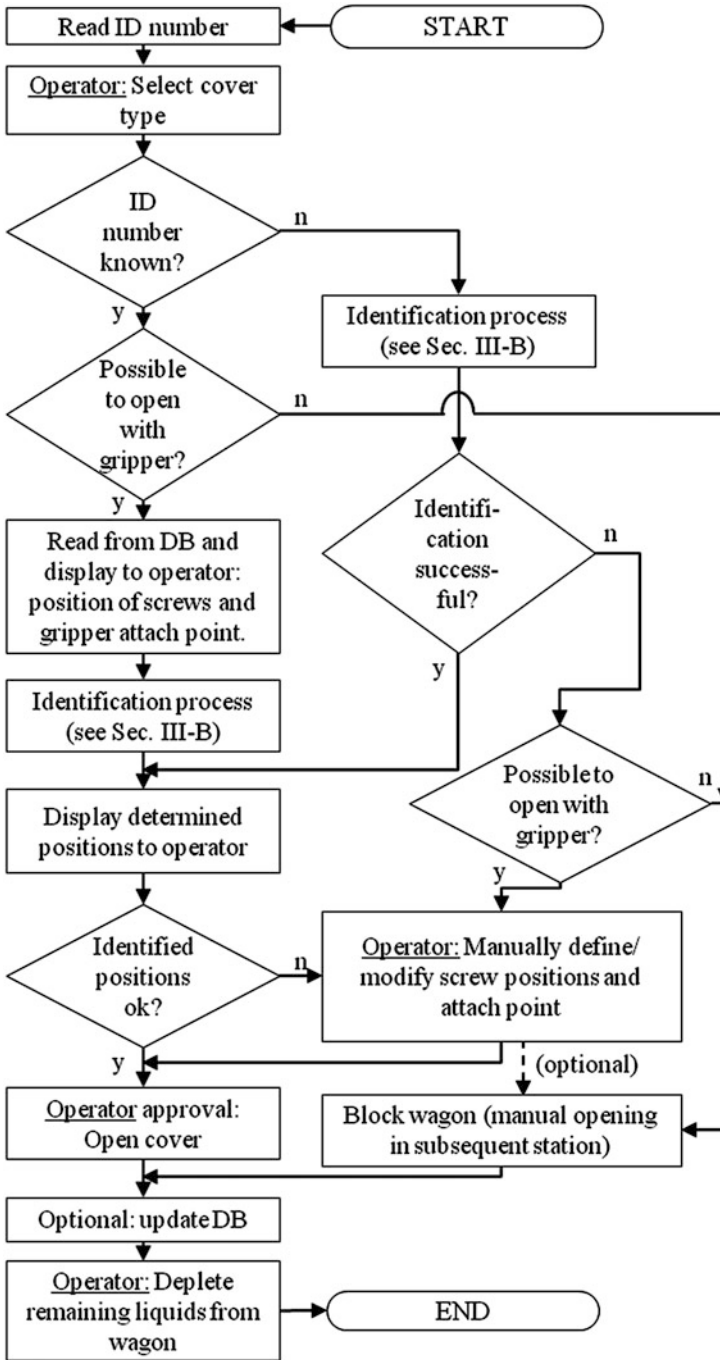 START
Read ID number
Operator: Select cover
type
ID
number
known?
n
y
Identification process
(see Sec. III-B)
Possible
to open
with
gripper?
n
y
Identifi-
cation
success-
ful?
n
y
Read from DB and
display to operator:
position of screws and
gripper attach point.
Identification process
(see Sec. III-B)
Possible to
open with
gripper?
n
y
Display determined
positions to operator
Identified
positions
ok?
n
y
Operator: Manually define/
modify screw positions and
attach point
(optional)
Operator approval:
Open cover
Block wagon (manual opening
in subsequent station)
Optional: update DB
Operator: Deplete
remaining liquids from
wagon
END